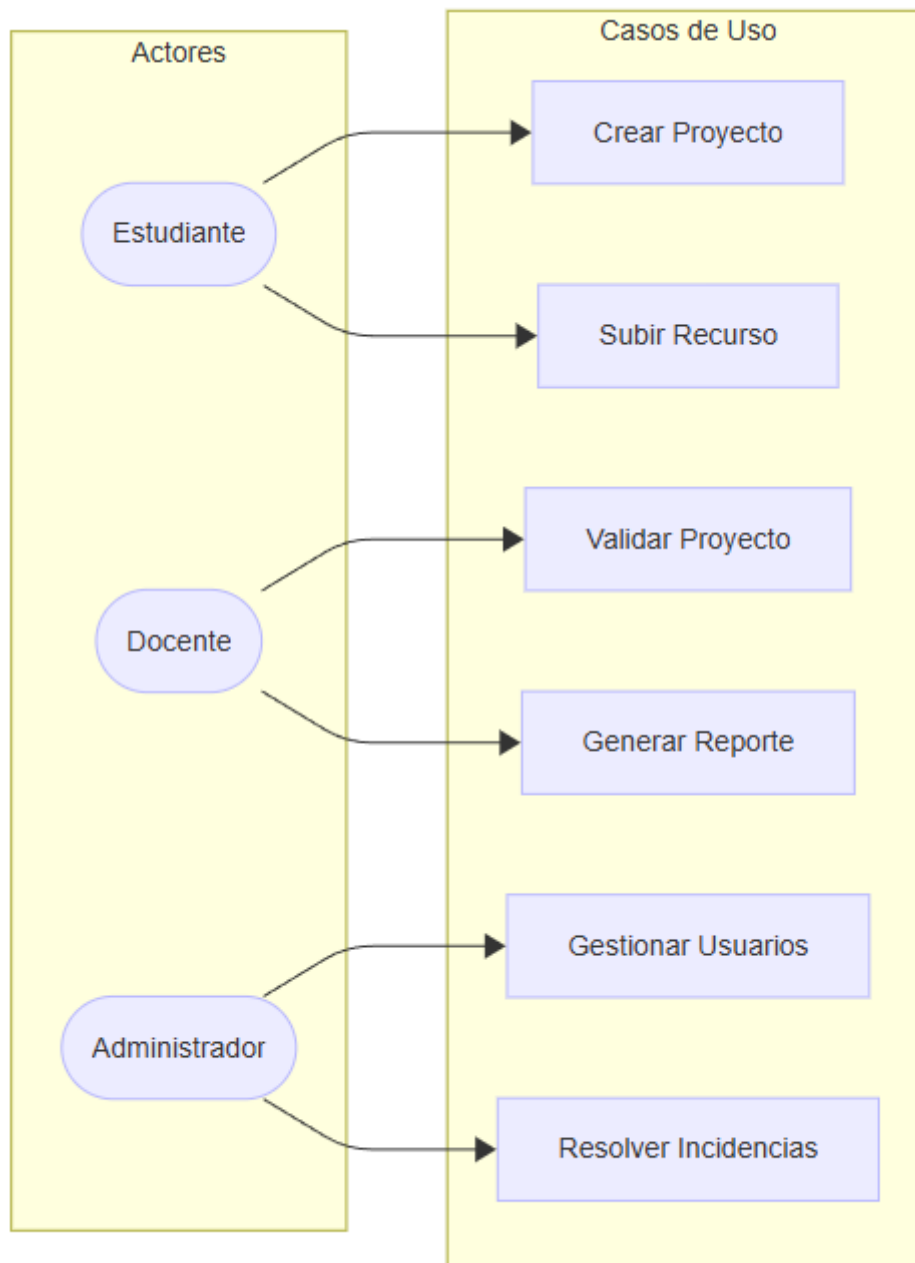 Actores
Casos de Uso
Estudiante
Crear Proyecto
Subir Recurso
Docente
Validar Proyecto
Generar Reporte
Administrador
Gestionar Usuarios
Resolver Incidencias